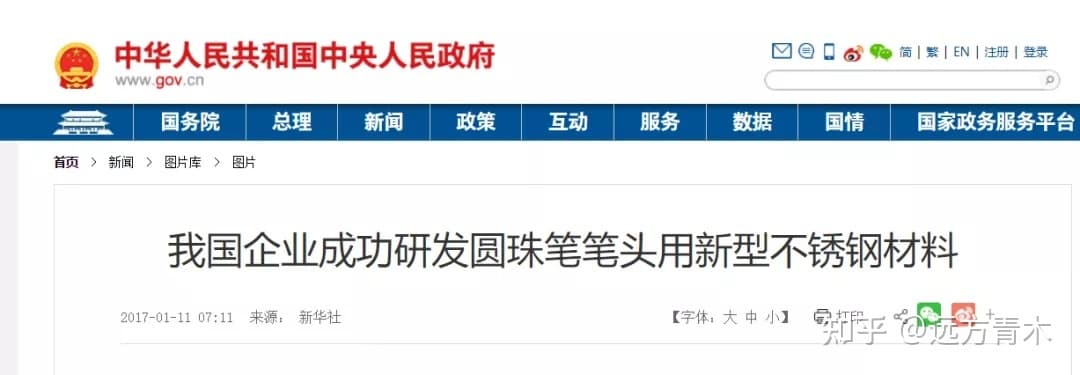 中华人民共和国中央人民政府
www.gov.cn
简 | 繁 | EN | 注册 | 登录
国务院 总理 新闻 政策 互动 服务 数据 国情 国家政务服务平台
首页 > 新闻 > 图片库 > 图片
我国企业成功研发圆珠笔笔头用新型不锈钢材料
2017-01-11 07:11 来源: 新华社 【字体: 大 中 小】 打印
知乎 @远方青木